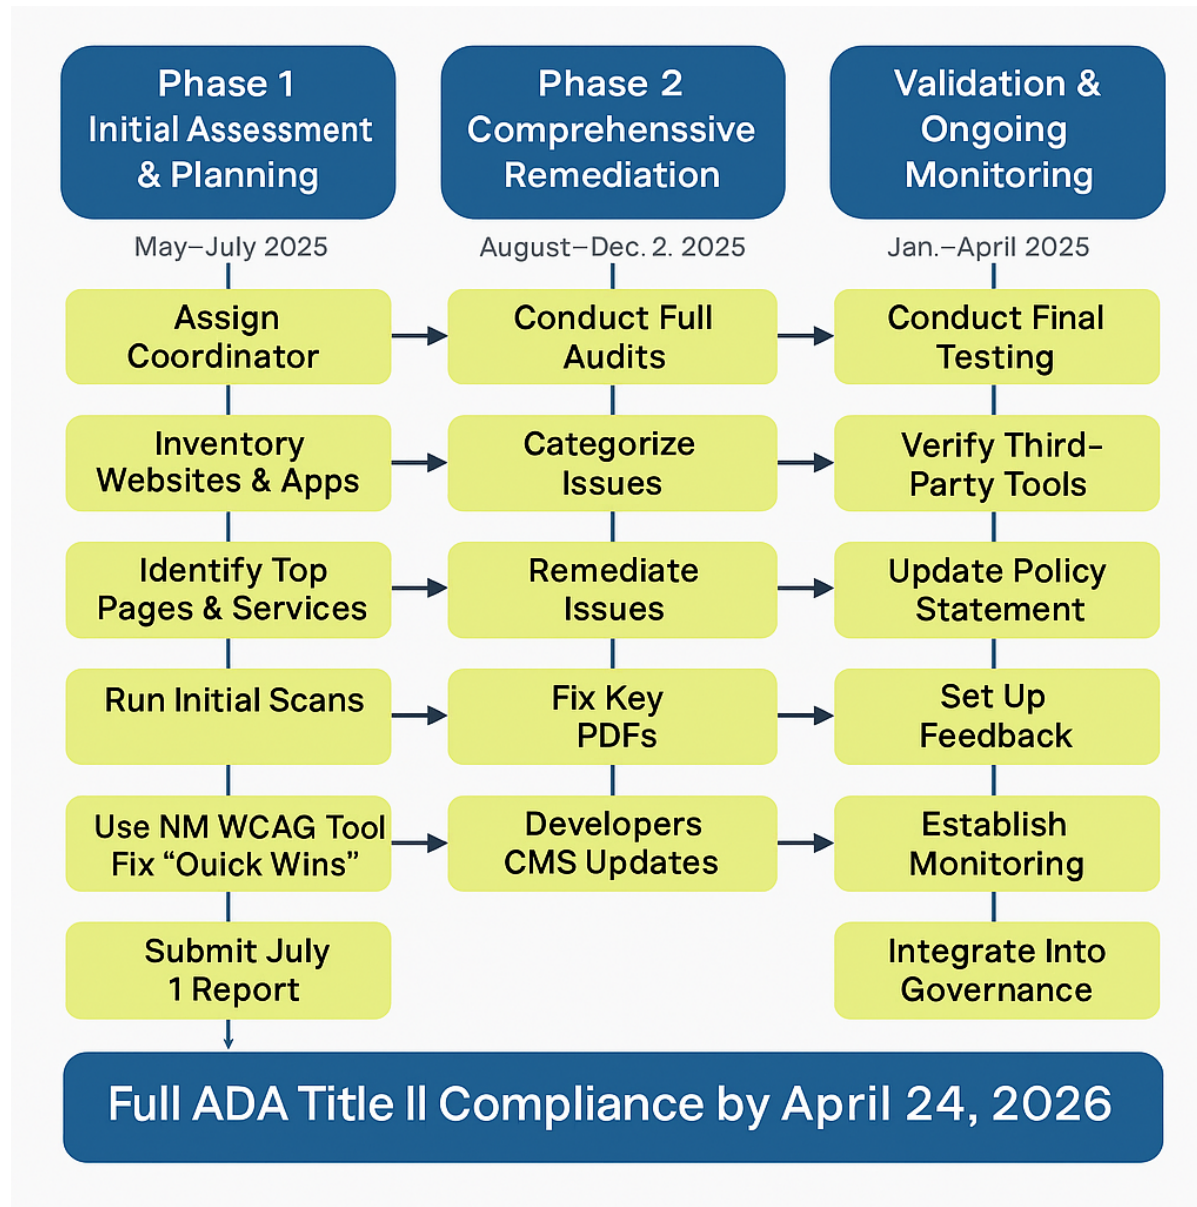 Phase 1
Initial Assessment
& Planning
May–July 2025
Assign
Coordinator
Inventory
Websites & Apps
Identify Top
Pages & Services
Run Initial Scans
Use NM WCAG Tool
Fix “Ouick Wins”
Submit July
1 Report
Phase 2
Comprehenssive
Remediation
August–Dec. 2. 2025
Conduct Full
Audits
Categorize
Issues
Remediate
Issues
Fix Key
PDFs
Developers
CMS Updates
Validation &
Ongoing
Monitoring
Jan.–April 2025
Conduct Final
Testing
Verify Third–
Party Tools
Update Policy
Statement
Set Up
Feedback
Establish
Monitoring
Integrate Into
Governance
Full ADA Title II Compliance by April 24, 2026